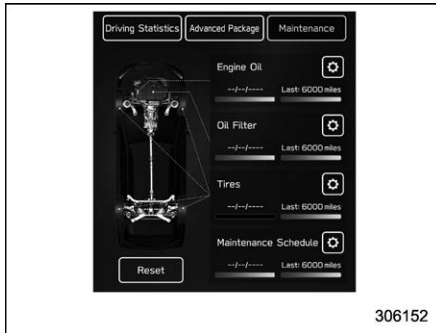 Driving Statistics Advanced Package Maintenance
Engine Oil
--/--/---- Last: 6000 miles
Oil Filter
--/--/---- Last: 6000 miles
Tires
--/--/---- Last: 6000 miles
Maintenance Schedule
--/--/---- Last: 6000 miles
Reset
306152